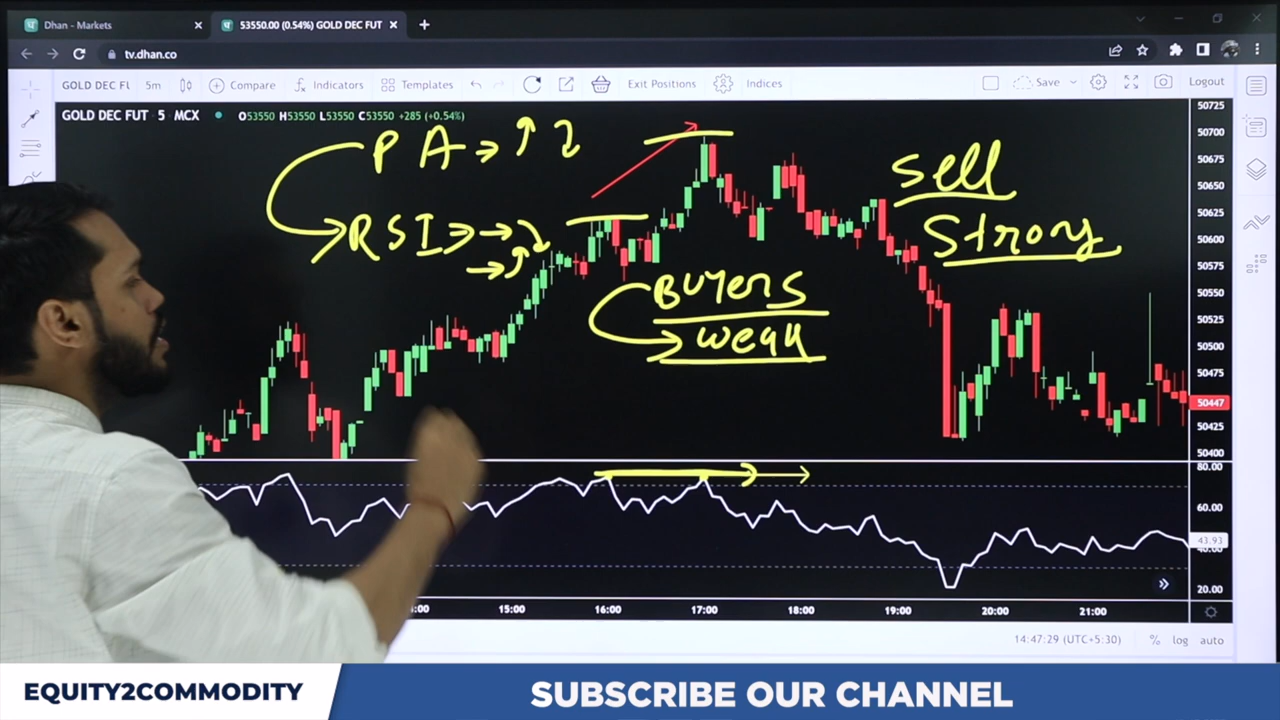 Dhan - Markets
53550.00 (0.54%) GOLD DEC FUT
tv.dhan.co
GOLD DEC FU 5m Compare Indicators Templates Exit Positions Indices Save Logout
GOLD DEC FUT · 5 · MCX O53550 H53550 L53550 C53550 +285 (+0.54%)
PA
RSI
Sell
Strong
Buyers
weak
50725
50700
50675
50650
50625
50600
50575
50550
50525
50500
50475
50447
50425
50400
80.00
60.00
43.93
40.00
20.00
15:00 16:00 17:00 18:00 19:00 20:00 21:00
14:47:29 (UTC+5:30) % log auto
EQUITY2COMMODITY
SUBSCRIBE OUR CHANNEL